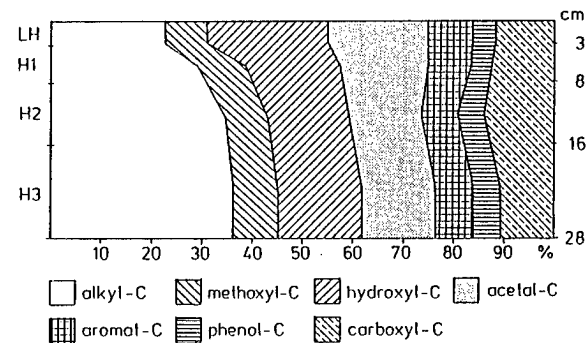 cm
LH
3
H1
8
H2
16
H3
28
10 20 30 40 50 60 70 80 90 %
alkyl-C methoxyl-C hydroxyl-C acetal-C
aromat-C phenol-C carboxyl-C